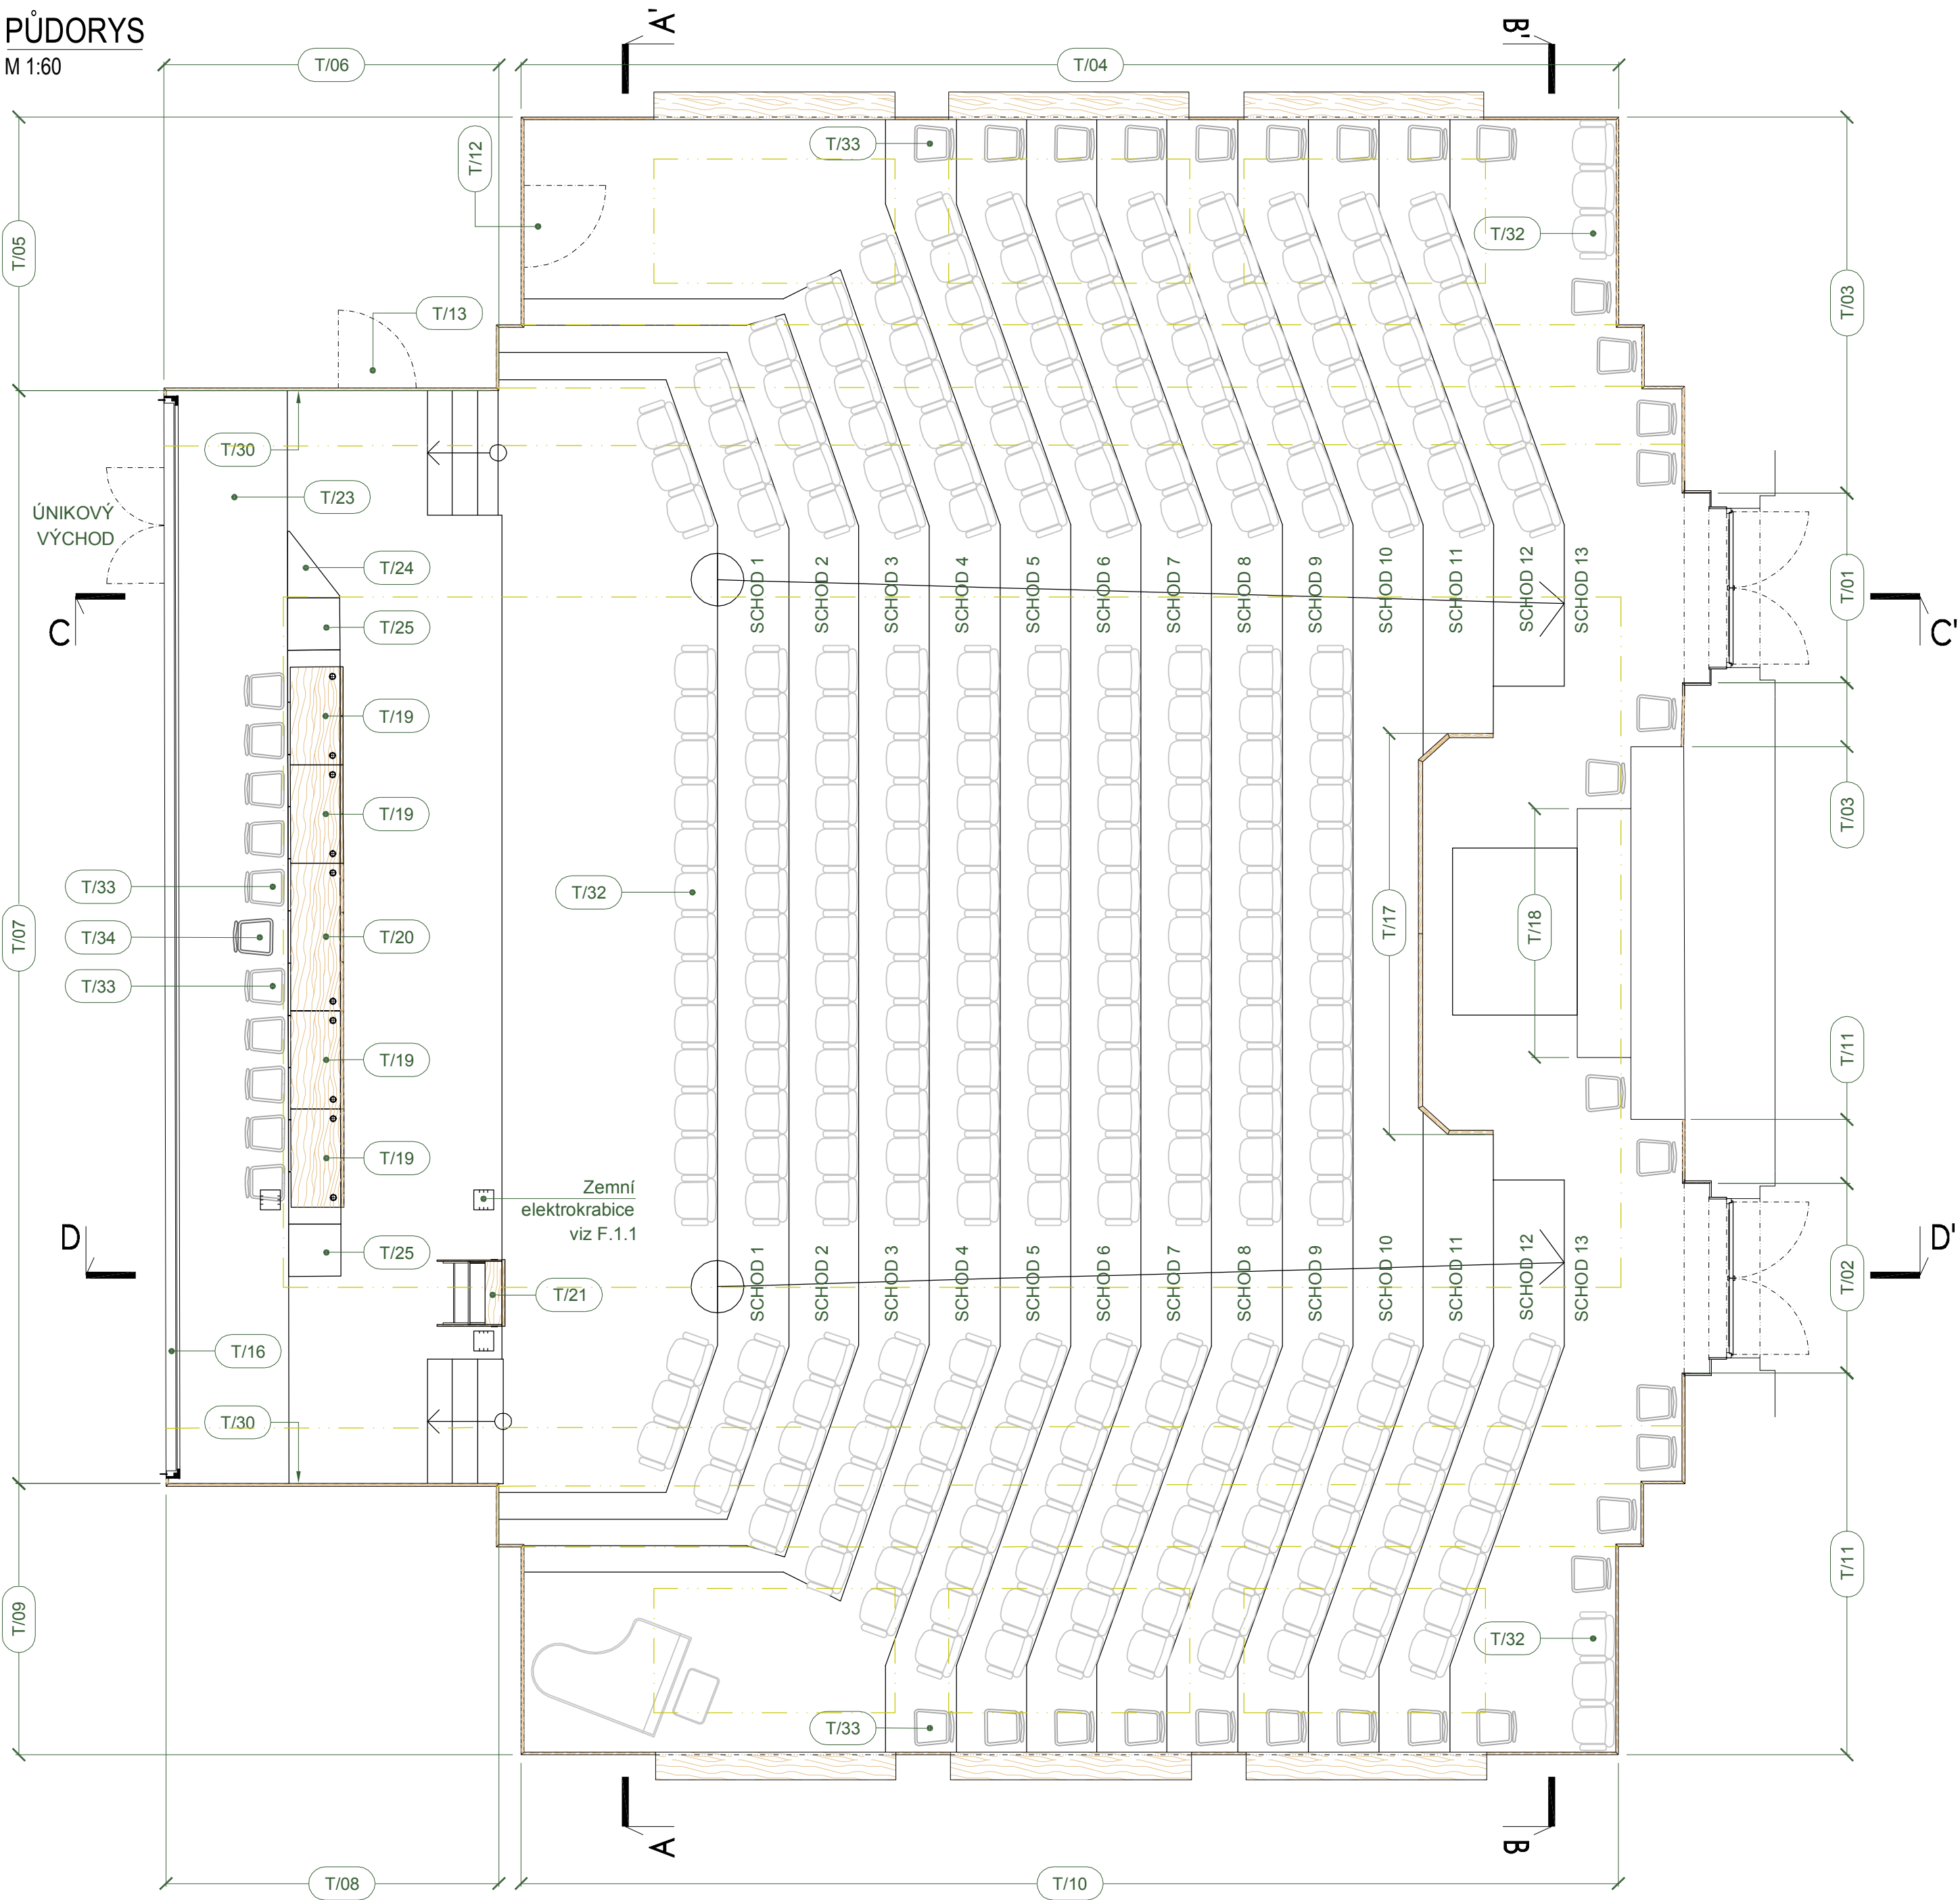 PŮDORYS
M 1:60
A'
B'
T/06
T/04
T/12
T/33
T/05
T/32
T/13
T/03
T/30
T/23
ÚNIKOVÝ
VÝCHOD
T/24
T/25
C
C'
T/01
SCHOD 1
SCHOD 2
SCHOD 3
SCHOD 4
SCHOD 5
SCHOD 6
SCHOD 7
SCHOD 8
SCHOD 9
SCHOD 10
SCHOD 11
SCHOD 12
SCHOD 13
T/19
T/19
T/03
T/33
T/32
T/34
T/20
T/07
T/17
T/18
T/33
T/19
T/11
T/19
Zemní
elektrokrabice
viz F.1.1
D
D'
T/25
T/21
T/02
SCHOD 1
SCHOD 2
SCHOD 3
SCHOD 4
SCHOD 5
SCHOD 6
SCHOD 7
SCHOD 8
SCHOD 9
SCHOD 10
SCHOD 11
SCHOD 12
SCHOD 13
T/16
T/30
T/11
T/09
T/32
T/33
A
B
T/08
T/10